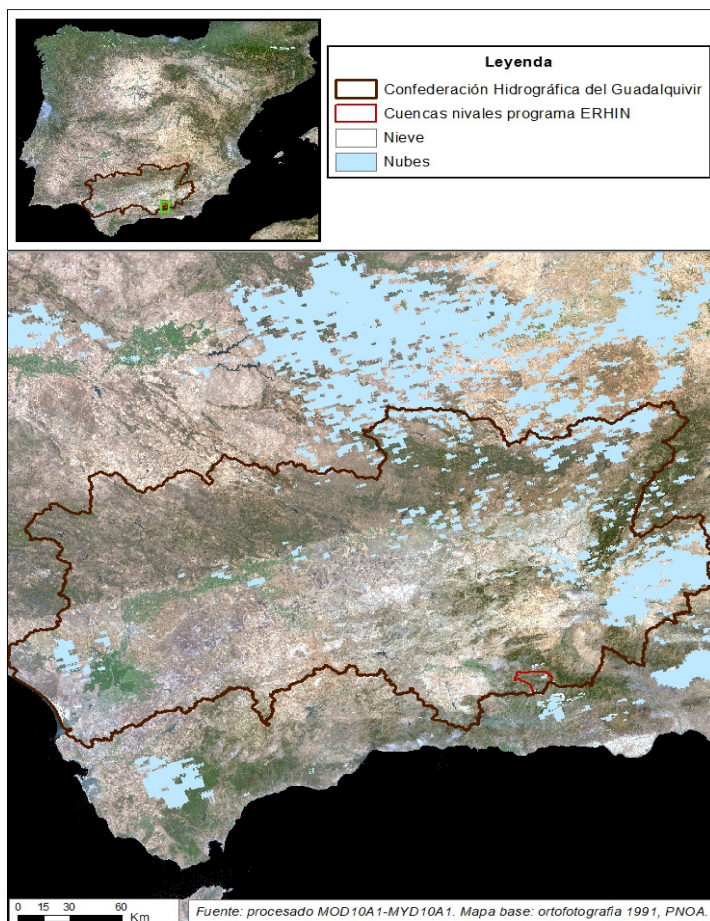 Leyenda
Confederación Hidrográfica del Guadalquivir
Cuencas nivales programa ERHIN
Nieve
Nubes
0 15 30 60
Km
Fuente: procesado MOD10A1-MYD10A1. Mapa base: ortofotografia 1991, PNOA.